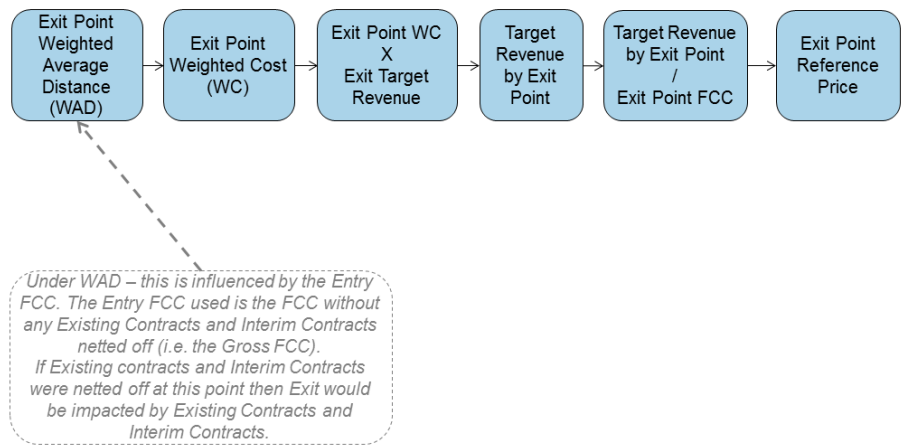 Exit Point
Weighted
Average
Distance
(WAD)
Exit Point
Weighted Cost
(WC)
Exit Point WC
X
Exit Target
Revenue
Target
Revenue
by Exit
Point
Target Revenue
by Exit Point
/
Exit Point FCC
Exit Point
Reference
Price
Under WAD – this is influenced by the Entry
FCC. The Entry FCC used is the FCC without
any Existing Contracts and Interim Contracts
netted off (i.e. the Gross FCC).
If Existing contracts and Interim Contracts
were netted off at this point then Exit would
be impacted by Existing Contracts and
Interim Contracts.